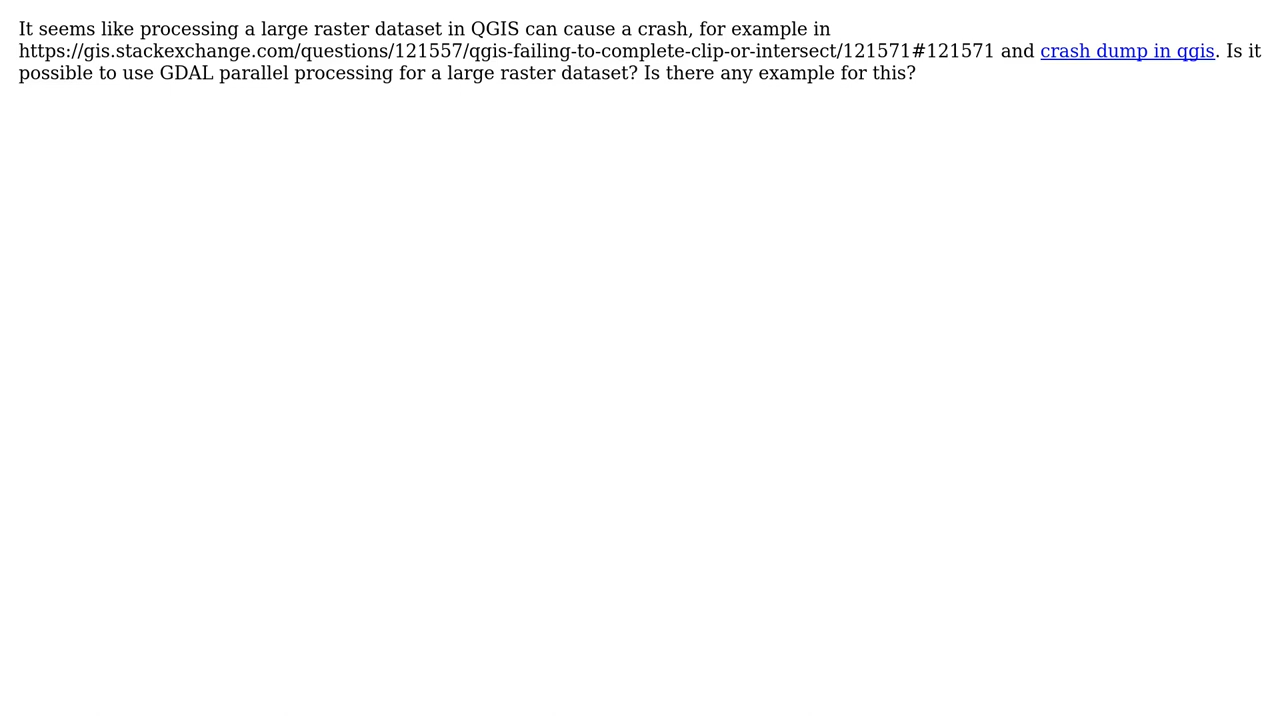 It seems like processing a large raster dataset in QGIS can cause a crash, for example in
https://gis.stackexchange.com/questions/121557/qgis-failing-to-complete-clip-or-intersect/121571#121571 and crash dump in qgis. Is it
possible to use GDAL parallel processing for a large raster dataset? Is there any example for this?